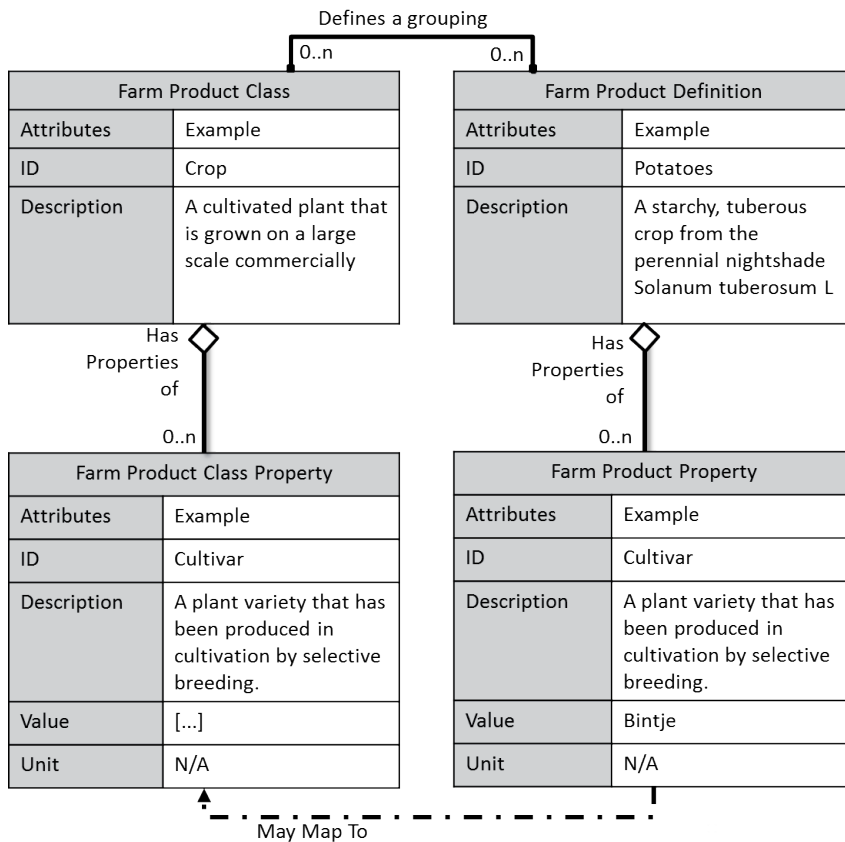 Defines a grouping
0..n
0..n
Farm Product Class
Attributes
Example
ID
Crop
Description
A cultivated plant that
is grown on a large
scale commercially
Farm Product Definition
Attributes
Example
ID
Potatoes
Description
A starchy, tuberous
crop from the
perennial nightshade
Solanum tuberosum L
Has
Properties
of
0..n
Has
Properties
of
0..n
Farm Product Class Property
Attributes
Example
ID
Cultivar
Description
A plant variety that has
been produced in
cultivation by selective
breeding.
Value
[...]
Unit
N/A
Farm Product Property
Attributes
Example
ID
Cultivar
Description
A plant variety that has
been produced in
cultivation by selective
breeding.
Value
Bintje
Unit
N/A
May Map To